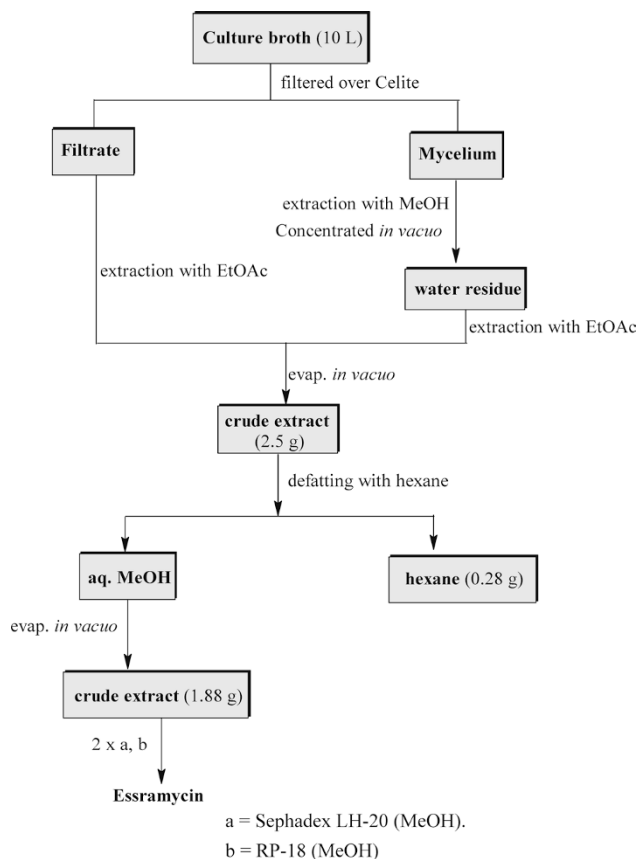 Culture broth (10 L)
filtered over Celite
Filtrate
Mycelium
extraction with MeOH
Concentrated in vacuo
extraction with EtOAc
water residue
extraction with EtOAc
evap. in vacuo
crude extract
(2.5 g)
defatting with hexane
aq. MeOH
hexane (0.28 g)
evap. in vacuo
crude extract (1.88 g)
2 x a, b
Essramycin
a = Sephadex LH-20 (MeOH).
b = RP-18 (MeOH)